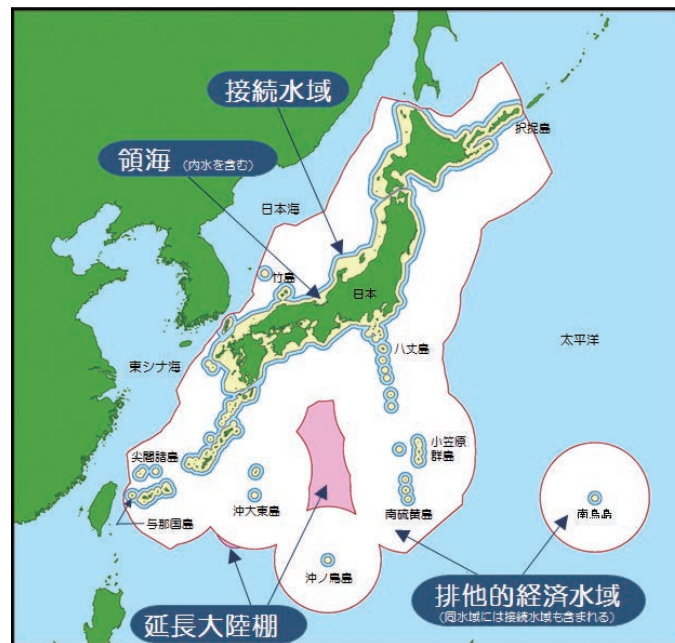 接続水域
択捉島
領海 (内水を含む)
日本海
竹島
日本
東シナ海
八丈島
太平洋
尖閣諸島
小笠原
群島
沖大東島
与那国島
南硫黄島
南鳥島
沖ノ鳥島
延長大陸棚
排他的経済水域
(同水域には接続水域も含まれる)